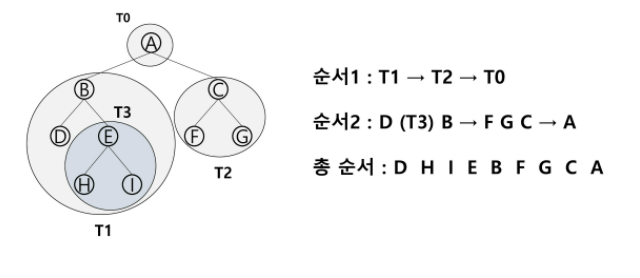 T0
A
B
C
T3
D
E
F
G
H
I
T2
T1
순서1 : T1 → T2 → T0
순서2 : D (T3) B → F G C → A
총 순서 : D H I E B F G C A